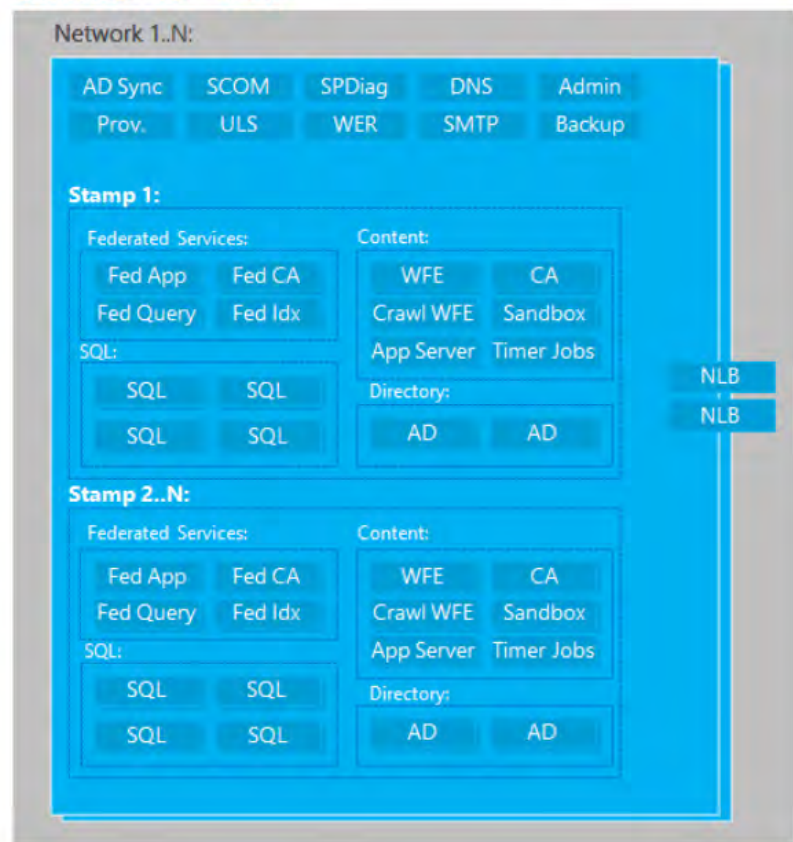 Network 1..N:
AD Sync SCOM SPDiag DNS Admin
Prov. ULS WER SMTP Backup
Stamp 1:
Federated Services:
Fed App Fed CA
Fed Query Fed Idx
SQL:
SQL SQL
SQL SQL
Content:
WFE CA
Crawl WFE Sandbox
App Server Timer Jobs
Directory:
AD AD
Stamp 2..N:
Federated Services:
Fed App Fed CA
Fed Query Fed Idx
SQL:
SQL SQL
SQL SQL
Content:
WFE CA
Crawl WFE Sandbox
App Server Timer Jobs
Directory:
AD AD
NLB
NLB